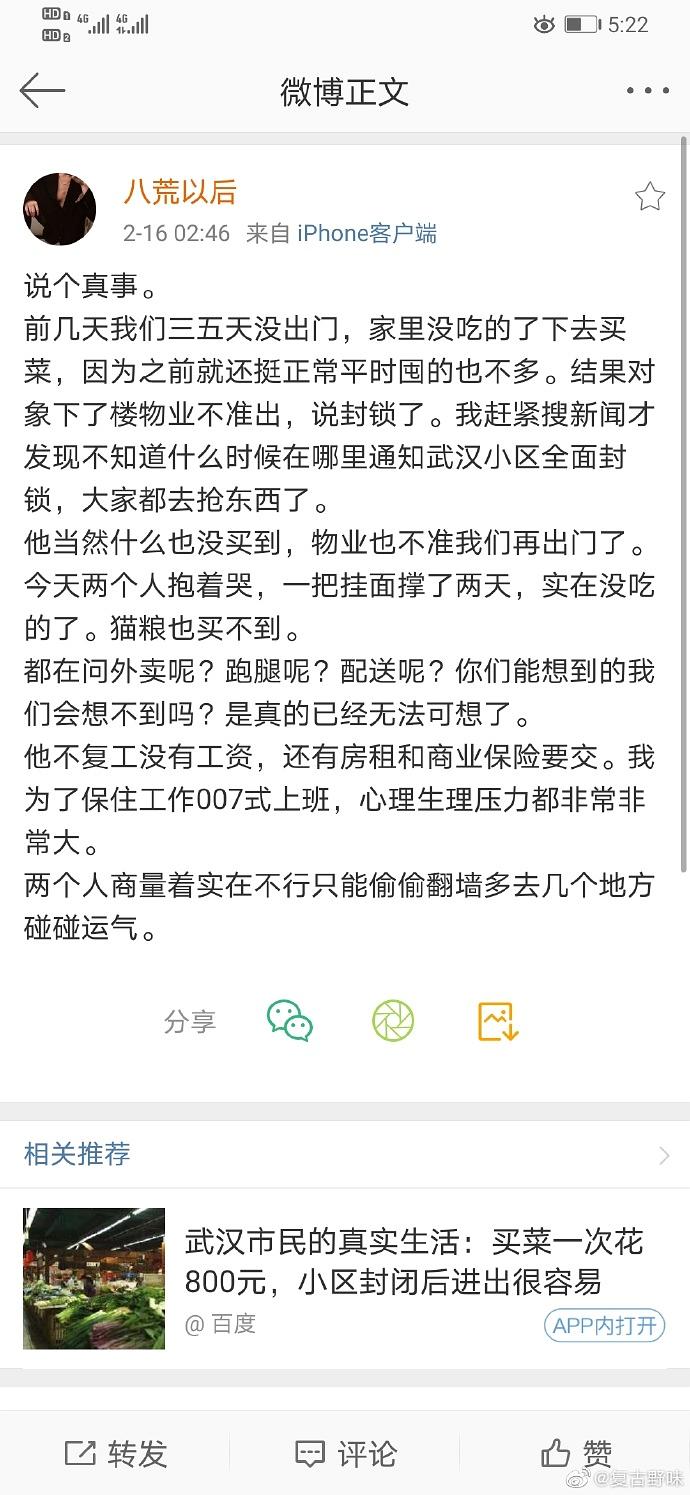 HD 1 4G 4G
HD 2
5:22
微博正文
八荒以后
2-16 02:46 来自 iPhone客户端
说个真事。
前几天我们三五天没出门，家里没吃的了下去买
菜，因为之前就还挺正常平时囤的也不多。结果对
象下了楼物业不准出，说封锁了。我赶紧搜新闻才
发现不知道什么时候在哪里通知武汉小区全面封
锁，大家都去抢东西了。
他当然什么也没买到，物业也不准我们再出门了。
今天两个人抱着哭，一把挂面撑了两天，实在没吃
的了。猫粮也买不到。
都在问外卖呢？跑腿呢？配送呢？你们能想到的我
们会想不到吗？是真的已经无法可想了。
他不复工没有工资，还有房租和商业保险要交。我
为了保住工作007式上班，心理生理压力都非常非
常大。
两个人商量着实在不行只能偷偷翻墙多去几个地方
碰碰运气。
分享
相关推荐
武汉市民的真实生活：买菜一次花
800元，小区封闭后进出很容易
@ 百度
APP内打开
转发 评论 赞
@复古野味